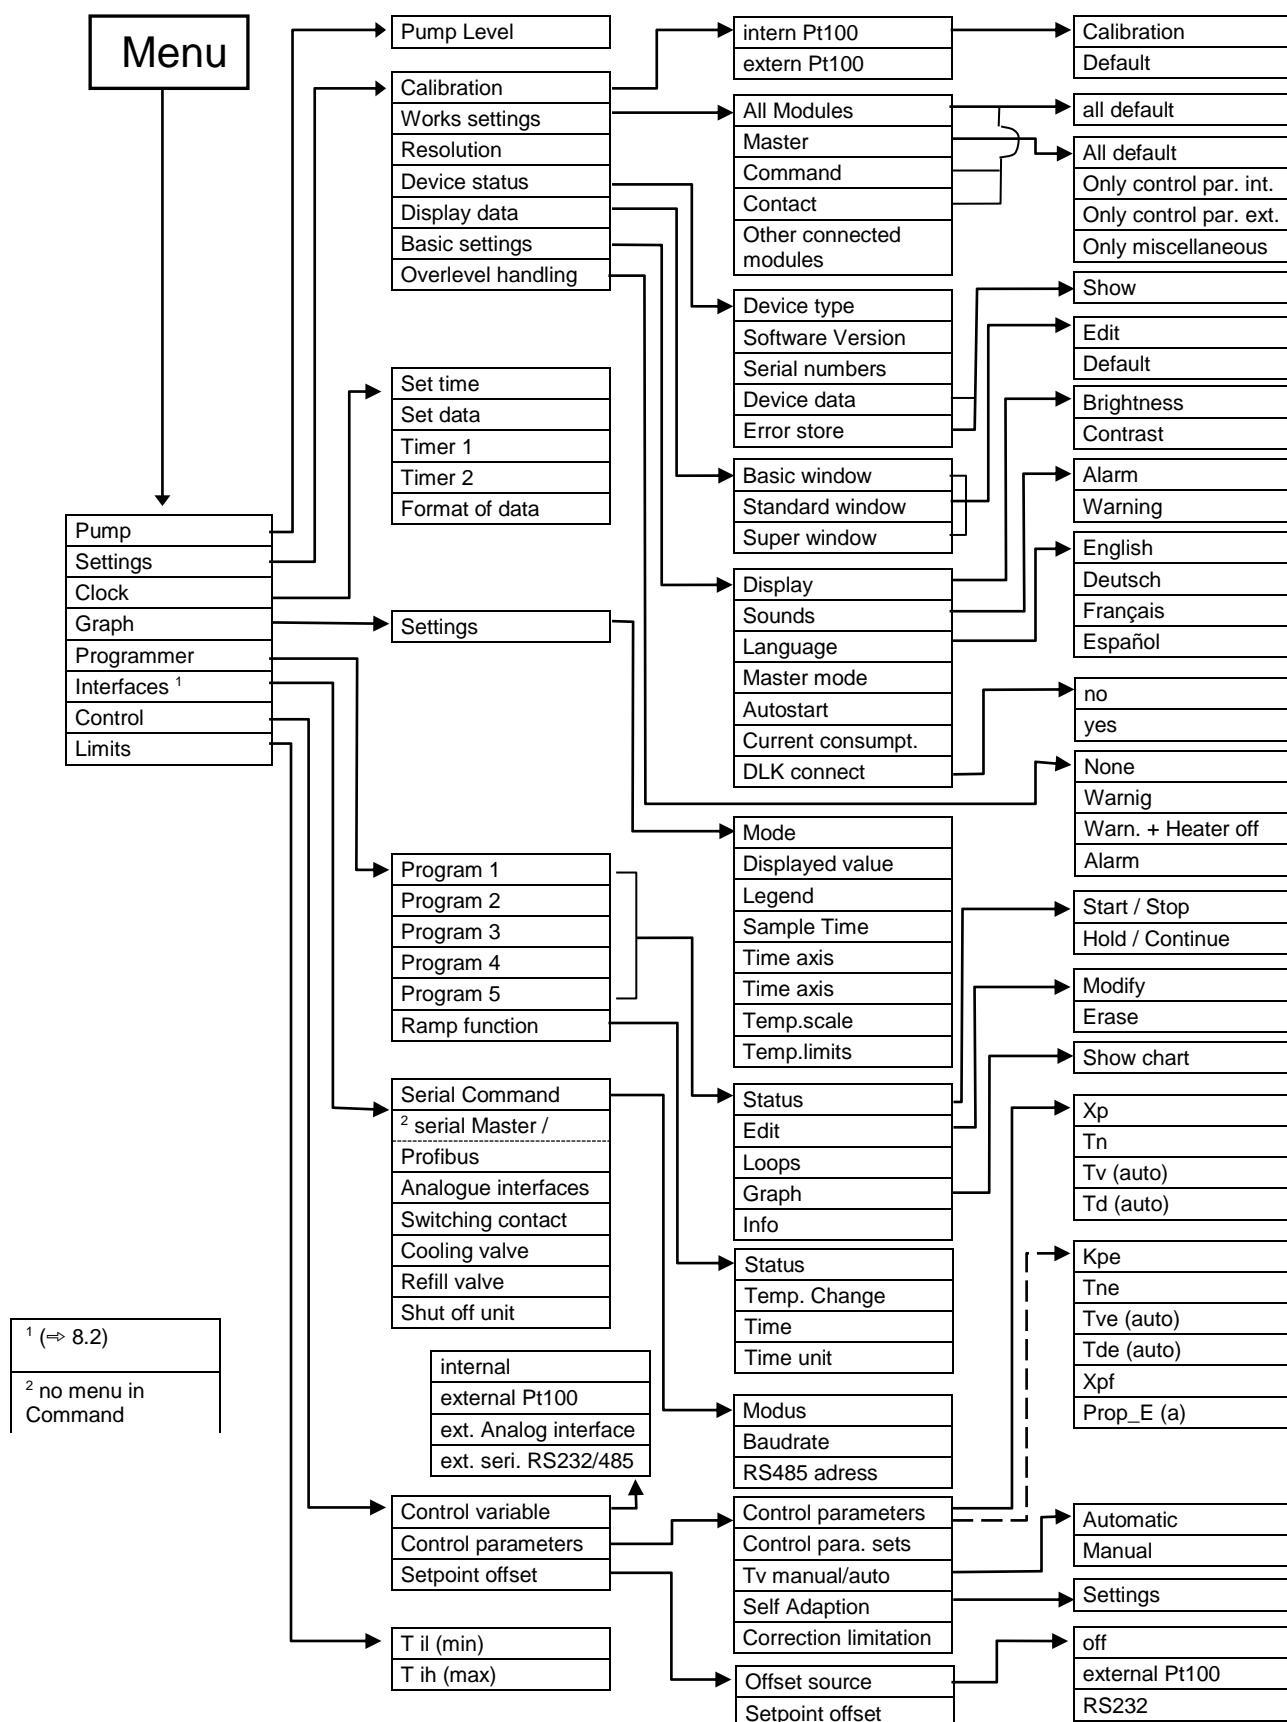 Menu
Pump
Settings
Clock
Graph
Programmer
Interfaces ¹
Control
Limits
¹ (⇨ 8.2)
² no menu in
Command
Pump Level
Calibration
Works settings
Resolution
Device status
Display data
Basic settings
Overlevel handling
Set time
Set data
Timer 1
Timer 2
Format of data
Settings
Program 1
Program 2
Program 3
Program 4
Program 5
Ramp function
Serial Command
² serial Master /
Profibus
Analogue interfaces
Switching contact
Cooling valve
Refill valve
Shut off unit
internal
external Pt100
ext. Analog interface
ext. seri. RS232/485
Control variable
Control parameters
Setpoint offset
T il (min)
T ih (max)
intern Pt100
extern Pt100
All Modules
Master
Command
Contact
Other connected
modules
Device type
Software Version
Serial numbers
Device data
Error store
Basic window
Standard window
Super window
Display
Sounds
Language
Master mode
Autostart
Current consumpt.
DLK connect
Mode
Displayed value
Legend
Sample Time
Time axis
Time axis
Temp.scale
Temp.limits
Status
Edit
Loops
Graph
Info
Status
Temp. Change
Time
Time unit
Modus
Baudrate
RS485 adress
Control parameters
Control para. sets
Tv manual/auto
Self Adaption
Correction limitation
Offset source
Setpoint offset
Calibration
Default
all default
All default
Only control par. int.
Only control par. ext.
Only miscellaneous
Show
Edit
Default
Brightness
Contrast
Alarm
Warning
English
Deutsch
Français
Español
no
yes
None
Warnig
Warn. + Heater off
Alarm
Start / Stop
Hold / Continue
Modify
Erase
Show chart
Xp
Tn
Tv (auto)
Td (auto)
Kpe
Tne
Tve (auto)
Tde (auto)
Xpf
Prop_E (a)
Automatic
Manual
Settings
off
external Pt100
RS232